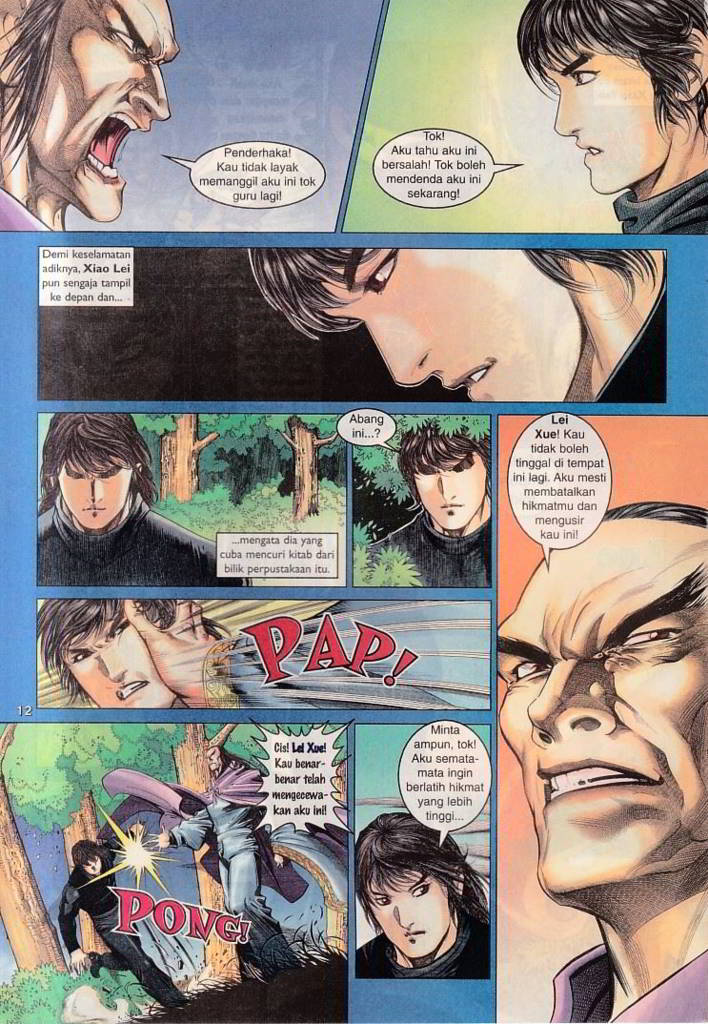 Penderhaka!
Kau tidak layak
memanggil aku ini tok
guru lagi!
Tok!
Aku tahu aku ini
bersalah! Tok boleh
mendenda aku ini
sekarang!
Demi keselamatan
adiknya, Xiao Lei
pun sengaja tampil
ke depan dan...
...mengata dia yang
cuba mencuri kitab dari
bilik perpustakaan itu.
Abang
ini...?
Lei
Xue! Kau
tidak boleh
tinggal di tempat
ini lagi. Aku mesti
membatalkan
hikmatmu dan
mengusir
kau ini!
PAP!
12
Cis! Lei Xue!
Kau benar-
benar telah
mengecewa-
kan aku ini!
PONG!
Minta
ampun, tok!
Aku semata-
mata ingin
berlatih hikmat
yang lebih
tinggi...